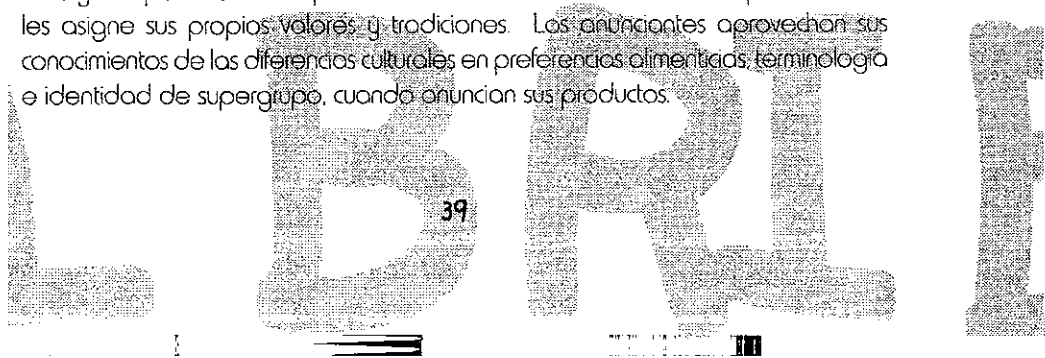 les asigne sus propios valores y tradiciones. Los anunciantes aprovechan sus
conocimientos de las diferencias culturales en preferencias alimenticias, terminología
e identidad de supergrupo, cuando anuncian sus productos.
L BRL
39